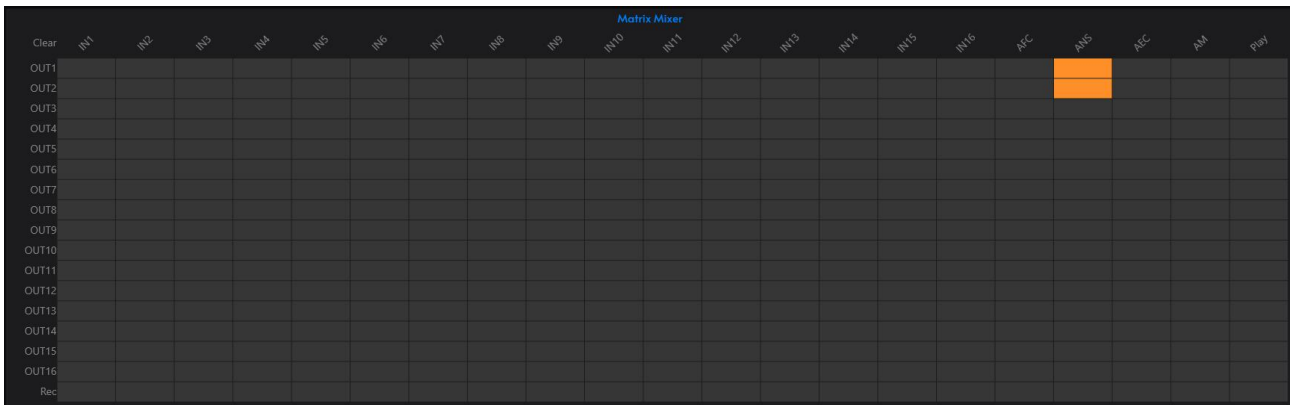 Matrix Mixer
Clear IN1 IN2 IN3 IN4 IN5 IN6 IN7 IN8 IN9 IN10 IN11 IN12 IN13 IN14 IN15 IN16 AFC ANS AEC AM Play
OUT1
OUT2
OUT3
OUT4
OUT5
OUT6
OUT7
OUT8
OUT9
OUT10
OUT11
OUT12
OUT13
OUT14
OUT15
OUT16
Rec